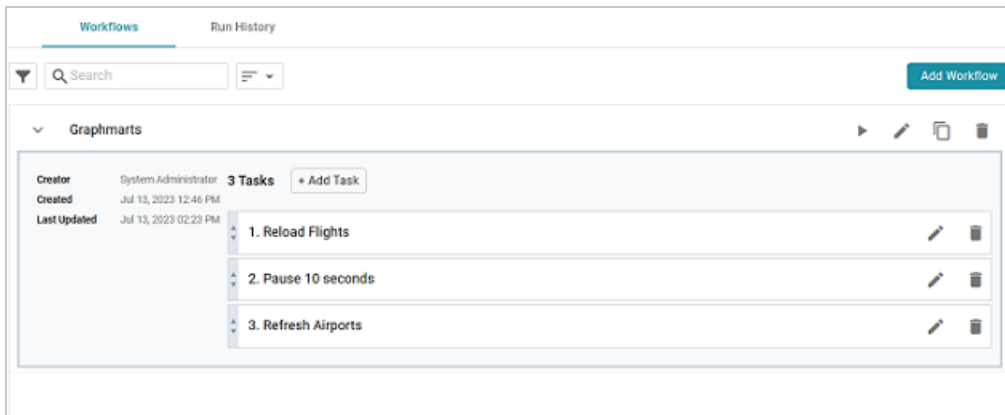 Workflows Run History
Search
Add Workflow
Graphmarts
Creator System Administrator 3 Tasks + Add Task
Created Jul 13, 2023 12:46 PM
Last Updated Jul 13, 2023 02:23 PM
1. Reload Flights
2. Pause 10 seconds
3. Refresh Airports